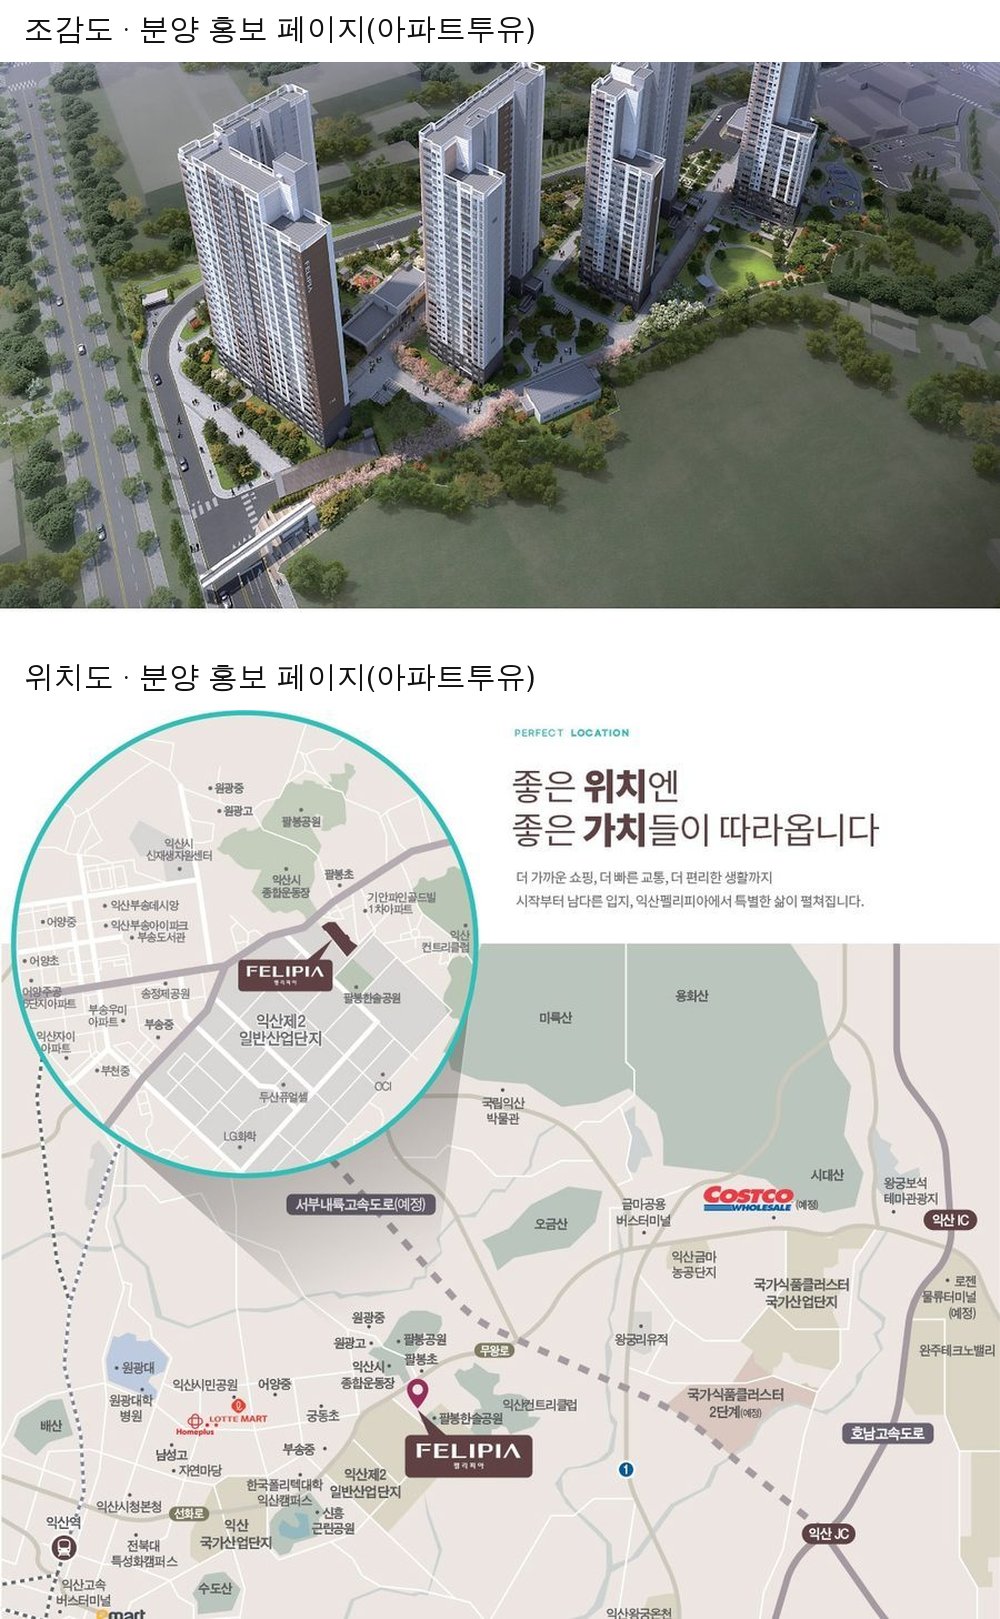 조감도 · 분양 홍보 페이지(아파트투유)
FELIPIA
위치도 · 분양 홍보 페이지(아파트투유)
PERFECT LOCATION
좋은 위치엔
좋은 가치들이 따라옵니다
더 가까운 쇼핑, 더 빠른 교통, 더 편리한 생활까지
시작부터 남다른 입지, 익산펠리피아에서 특별한 삶이 펼쳐집니다.
원광중
원광고
팔봉공원
익산시
신재생자원센터
익산시
종합운동장
팔봉초
기안파인골드빌
1차아파트
익산부송데시앙
어양중
익산부송아이파크
부송도서관
익산
컨트리클럽
어양초
FELIPIA
펠리피아
어양주공
단지아파트
송정제공원
팔봉한솔공원
부송우미
아파트
부송중
익산제2
일반산업단지
익산자이
아파트
부천중
두산퓨얼셀
OCI
LG화학
용화산
미륵산
국립익산
박물관
시대산
왕궁보석
테마관광지
COSTCO
WHOLESALE
(예정)
서부내륙고속도로(예정)
금마공용
버스터미널
오금산
익산 IC
익산금마
농공단지
국가식품클러스터
국가산업단지
로젠
물류터미널
(예정)
원광중
원광고
팔봉공원
무왕로
왕궁리유적
완주테크노밸리
익산시
종합운동장
팔봉초
원광대
익산시민공원
어양중
원광대학
병원
LOTTE MART
Homeplus
궁동초
팔봉한솔공원
익산컨트리클럽
국가식품클러스터
2단계(예정)
배산
호남고속도로
FELIPIA
펠리피아
남성고
자연마당
부송중
한국폴리텍대학
익산캠퍼스
익산제2
일반산업단지
1
익산시청본청
선화로
신흥
근린공원
익산역
익산
국가산업단지
익산 JC
전북대
특성화캠퍼스
수도산
익산고속
버스터미널
emart
익산왕궁온천